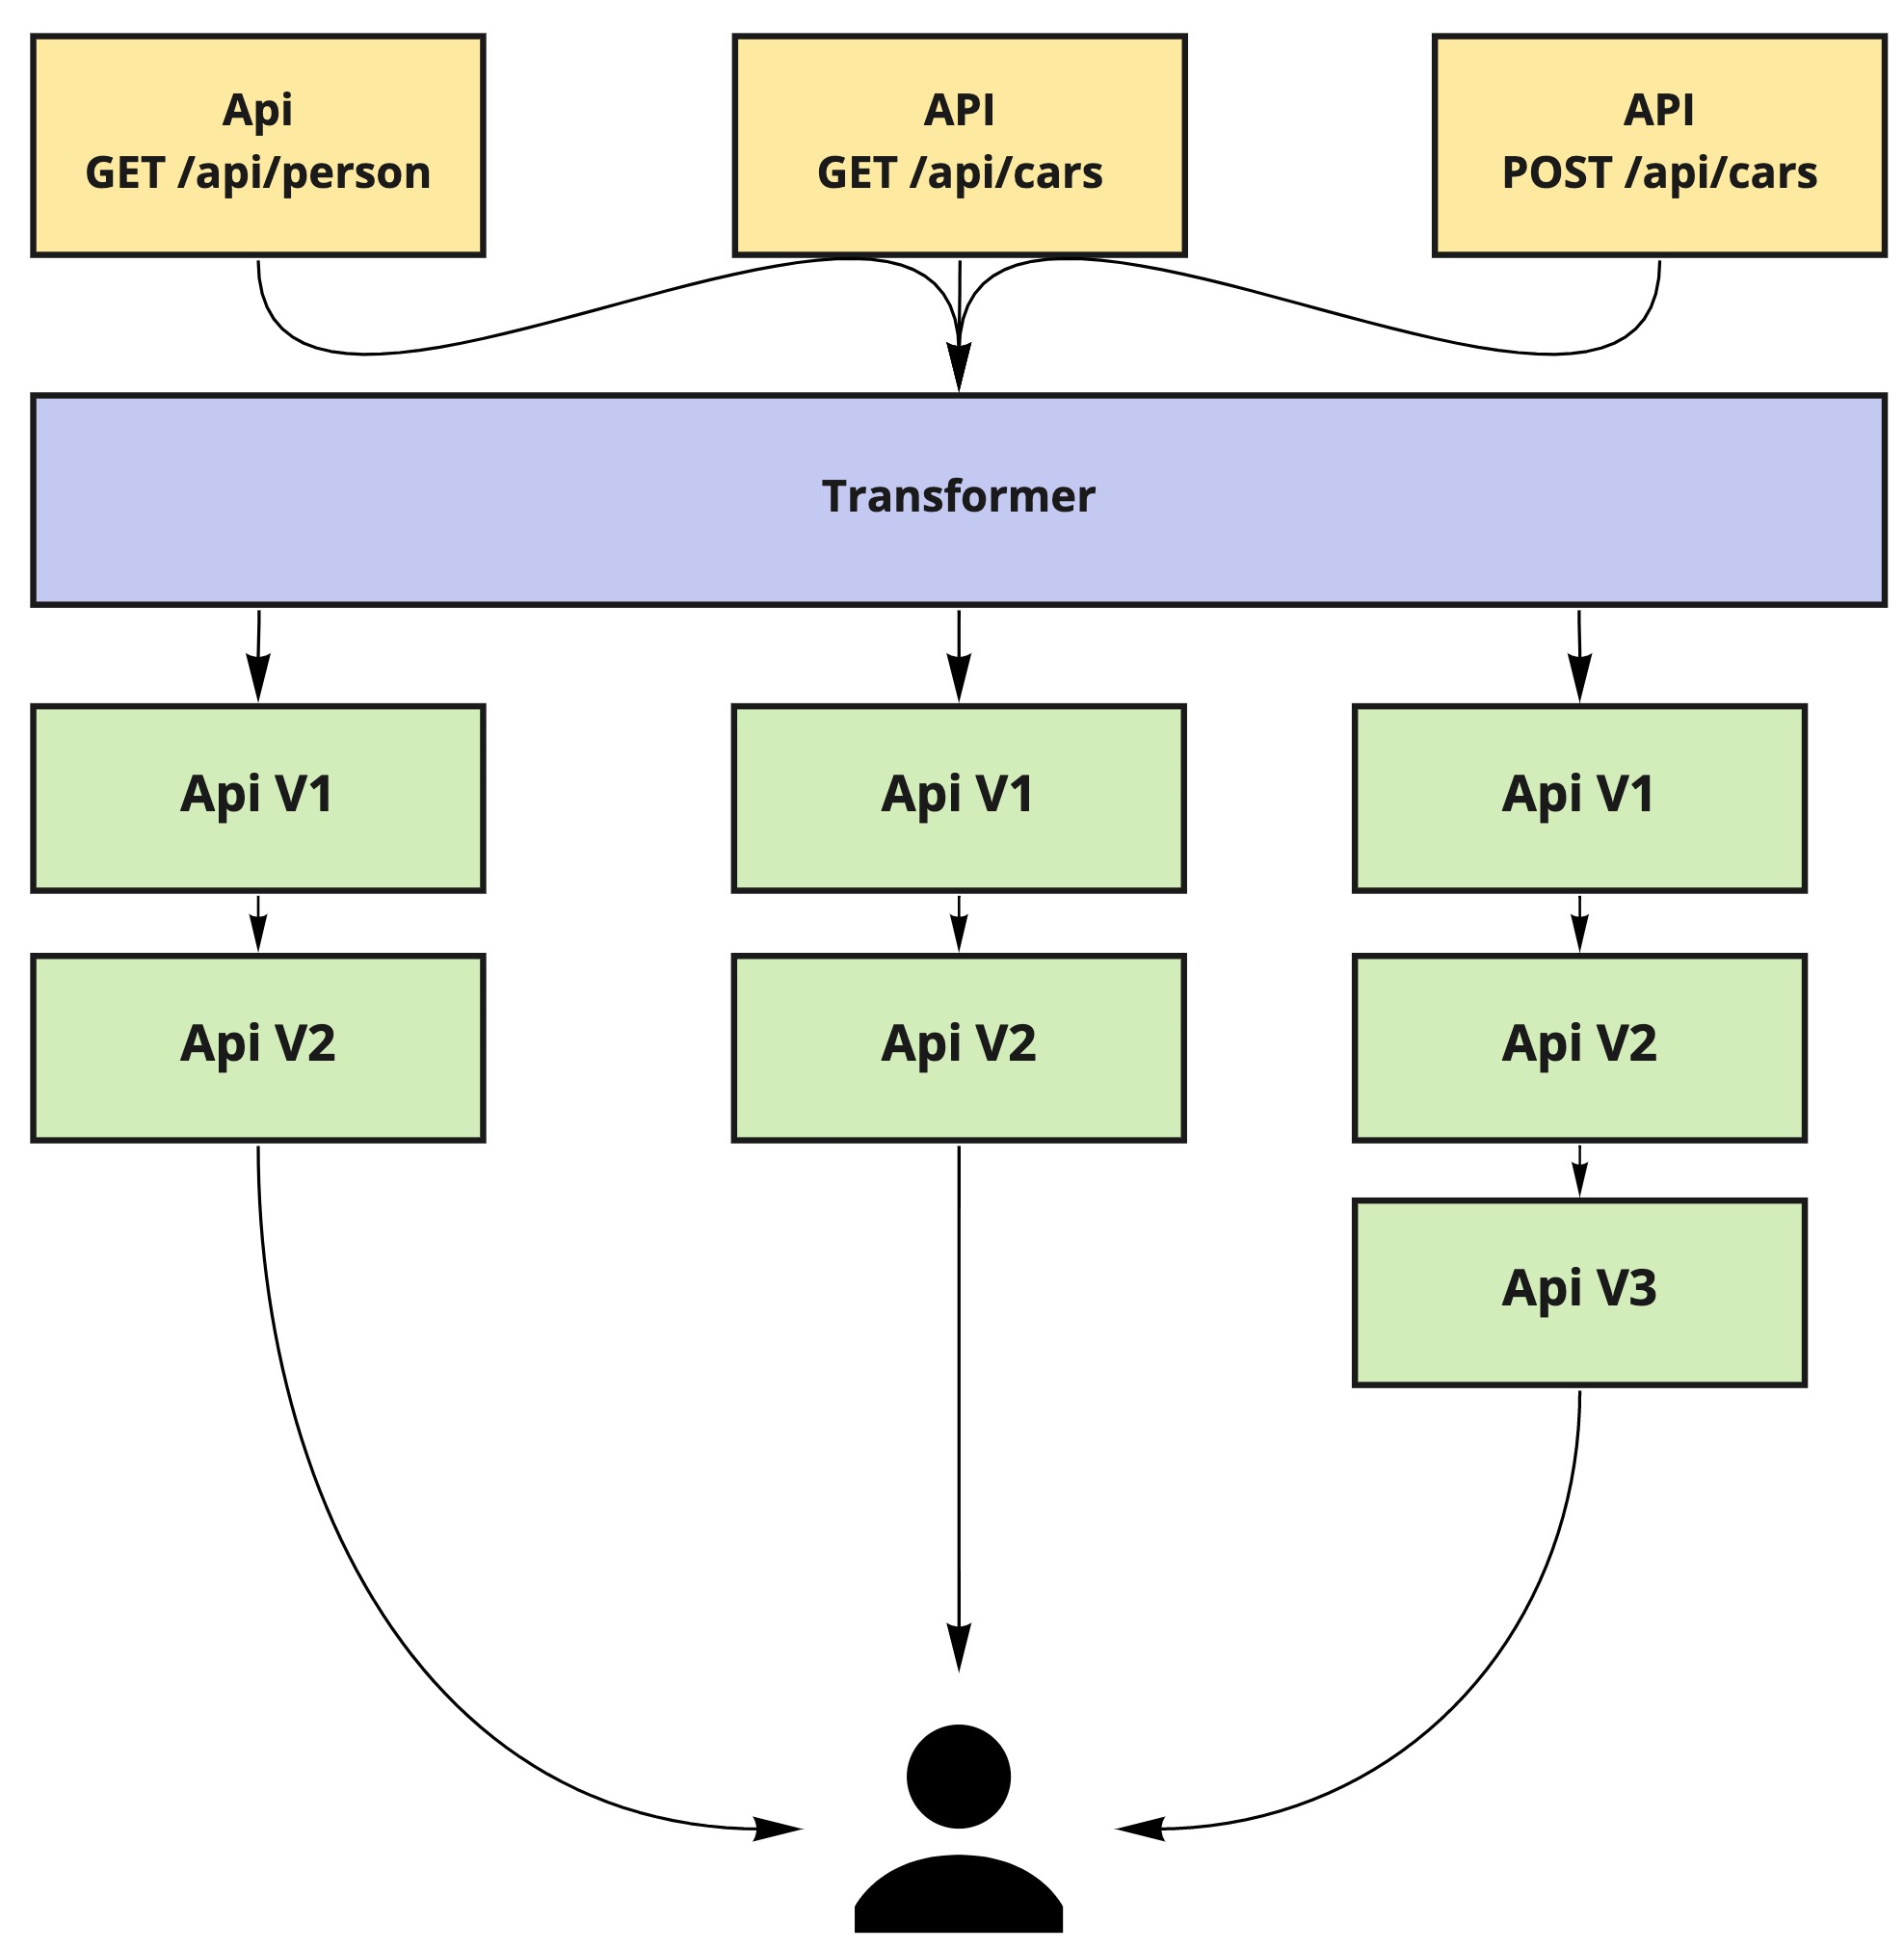 Api
GET /api/person
API
GET /api/cars
API
POST /api/cars
Transformer
Api V1
Api V1
Api V1
Api V2
Api V2
Api V2
Api V3